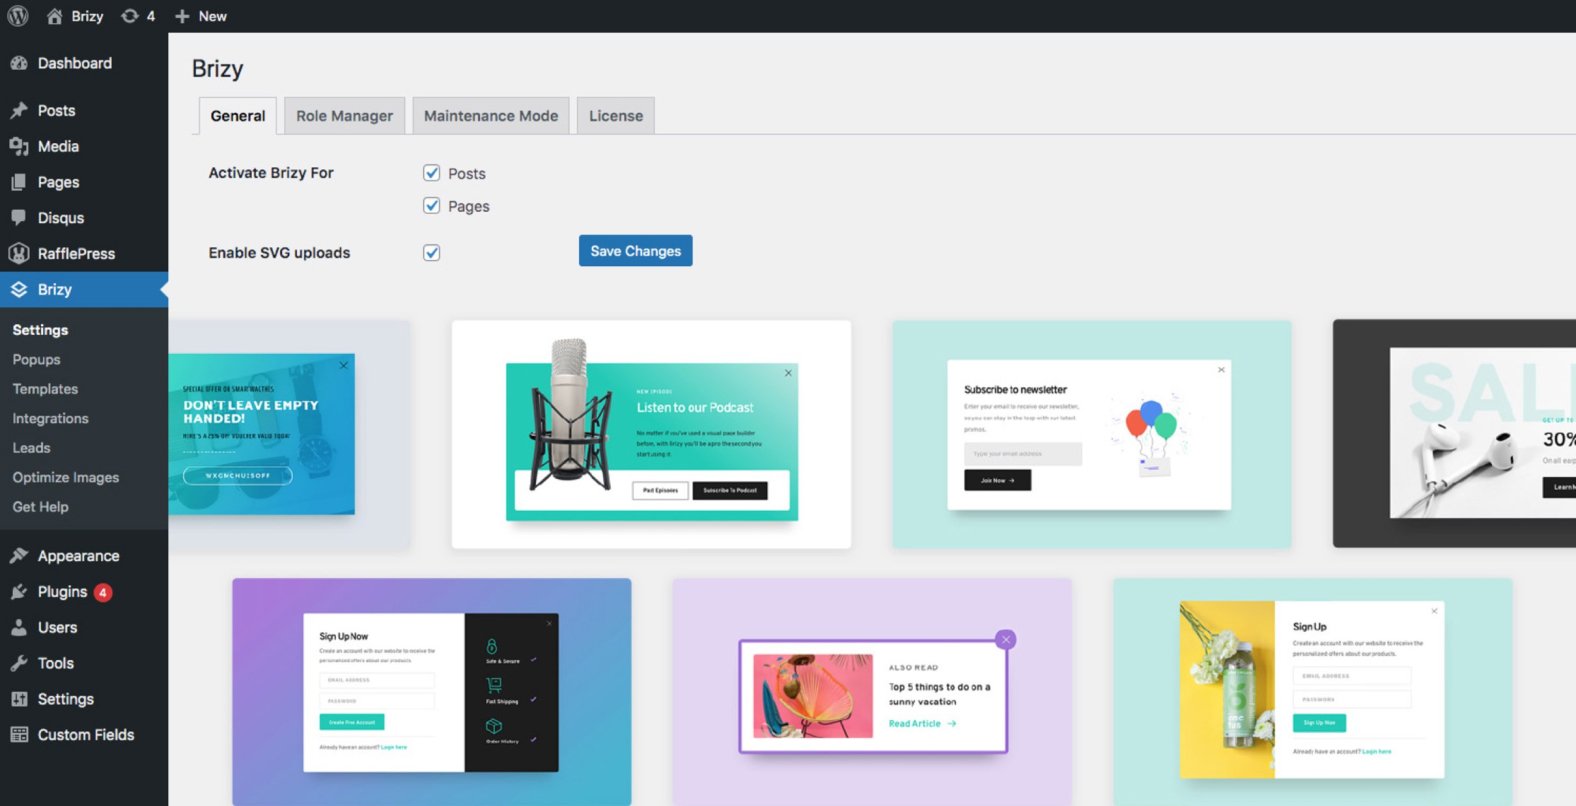 Brizy 4 New
Dashboard
Posts
Media
Pages
Disqus
RafflePress
Brizy
Settings
Popups
Templates
Integrations
Leads
Optimize Images
Get Help
Appearance
Plugins 4
Users
Tools
Settings
Custom Fields
Brizy
General Role Manager Maintenance Mode License
Activate Brizy For
Posts
Pages
Enable SVG uploads
Save Changes
DON'T LEAVE EMPTY
HANDED!
HERE'S A 25% OFF VOUCHER VALID TODAY
NEW EPISODE
Listen to our Podcast
No matter if you've used a visual page builder
before, with Brizy you'll be a pro the second you
start using it.
Past Episodes
Subscribe To Podcast
Subscribe to newsletter
Enter your email to receive our newsletter,
so you can stay in the loop with our latest
promos.
Type your email address
Join Now →
SAL
GET UP TO
30%
On all
Learn
Sign Up Now
Create an account with our website to receive the
personalized offers about our products.
EMAIL ADDRESS
PASSWORD
Create Free Account
Already have an account? Login here
Safe & Secure
Fast Shipping
Order History
ALSO READ
Top 5 things to do on a
sunny vacation
Read Article →
Sign Up
Create an account with our website to receive the
personalized offers about our products.
EMAIL ADDRESS
PASSWORD
Sign Up Now
Already have an account? Login here